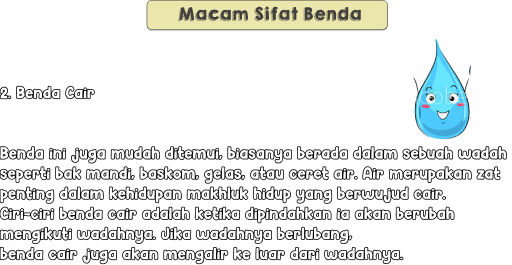 Macam Sifat Benda
2. Benda Cair
Benda ini juga mudah ditemui, biasanya berada dalam sebuah wadah
seperti bak mandi, baskom, gelas, atau ceret air. Air merupakan zat
penting dalam kehidupan makhluk hidup yang berwujud cair.
Ciri-ciri benda cair adalah ketika dipindahkan ia akan berubah
mengikuti wadahnya. Jika wadahnya berlubang,
benda cair juga akan mengalir ke luar dari wadahnya.